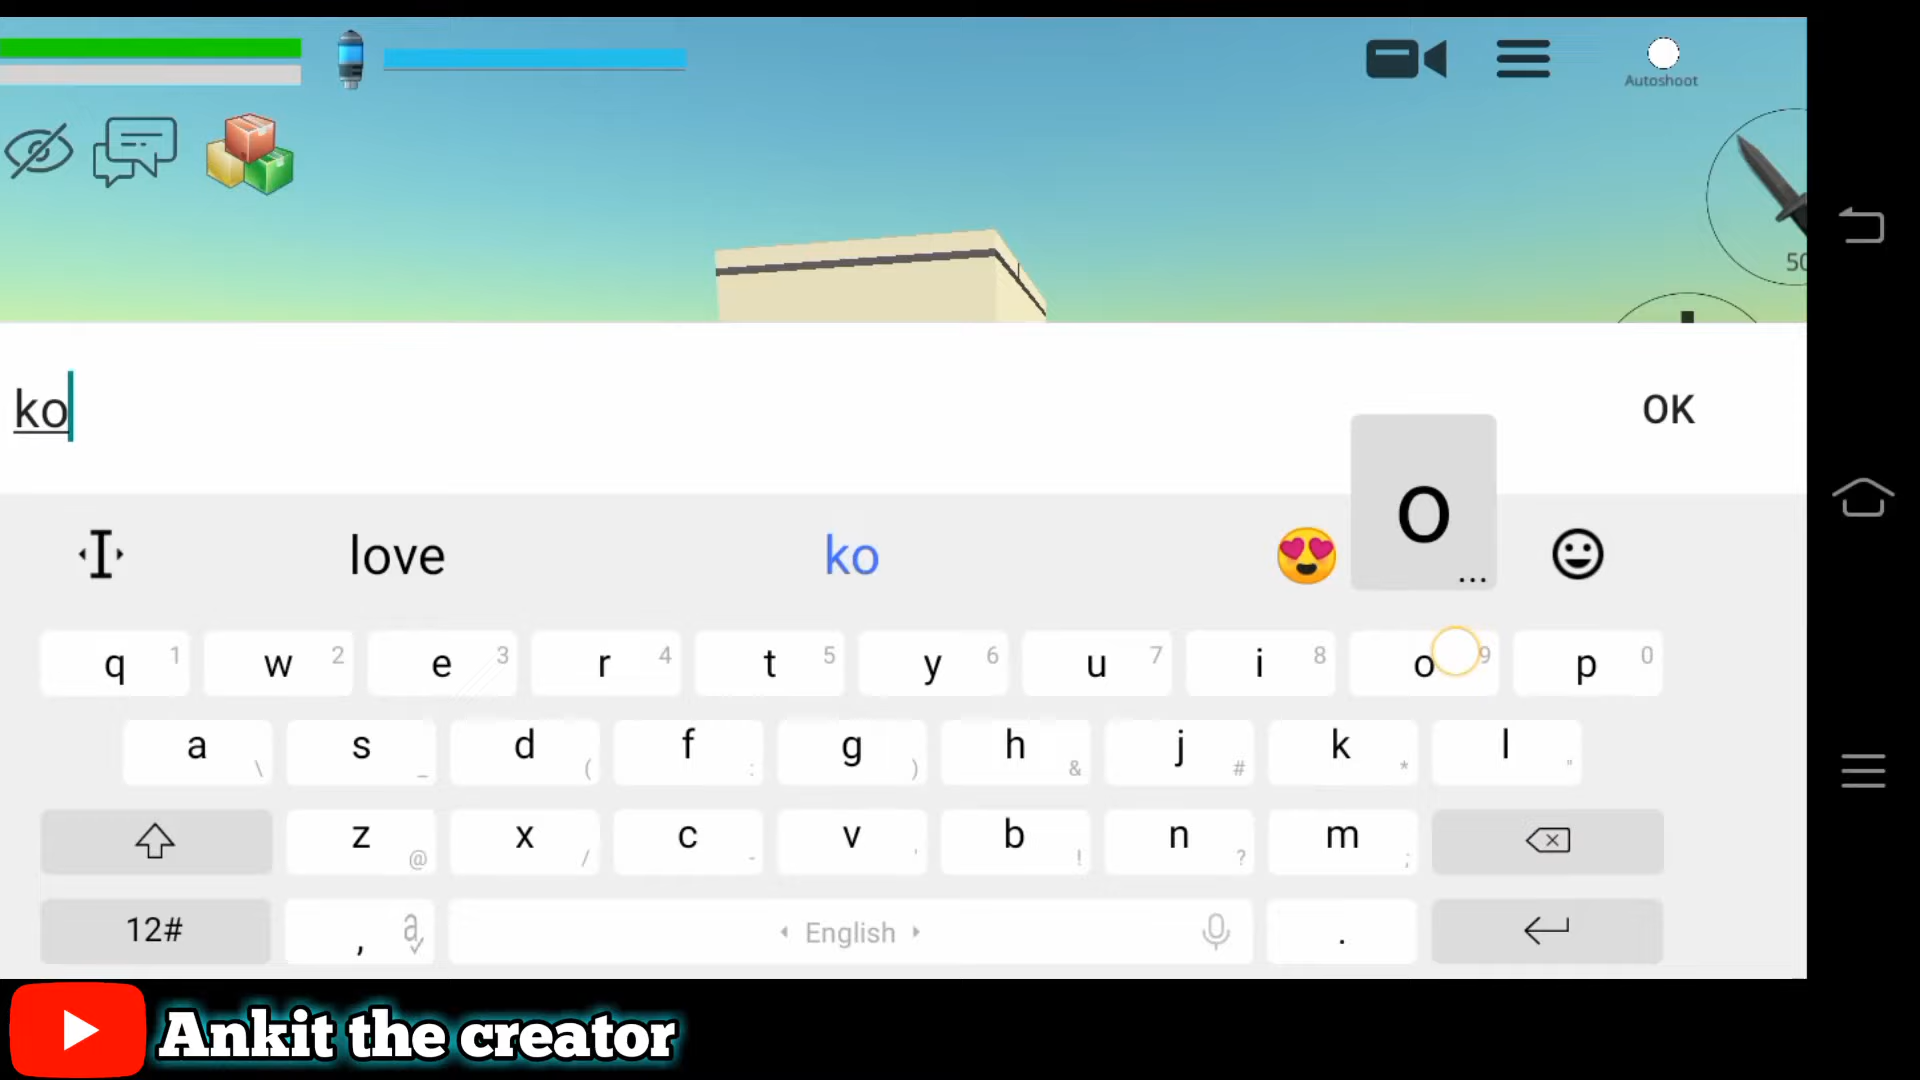 Autoshoot
50
ko
OK
love ko
o
...
q 1 w 2 e 3 r 4 t 5 y 6 u 7 i 8 o 9 p 0
a \ s _ d ( f : g ) h & j # k * l "
z @ x / c - v ' b ! n ? m ;
12# , a English .
Ankit the creator